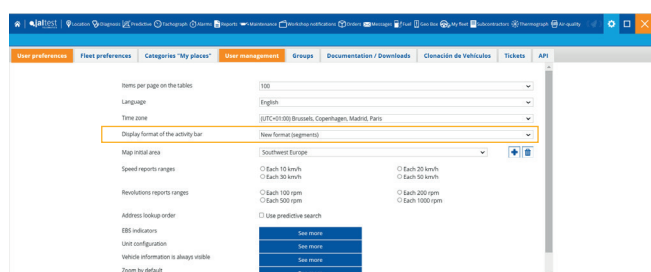 jaltest Location Diagnosis Predictive Tachograph Alarms Reports Maintenance Workshop notifications Orders Messages Fuel Geo Box My fleet Subcontractors Thermograph Air-quality
User preferences Fleet preferences Categories "My places" User management Groups Documentation / Downloads Clonación de Vehículos Tickets API
Items per page on the tables 100
Language English
Time zone (UTC+01:00) Brussels, Copenhagen, Madrid, Paris
Display format of the activity bar New format (segments)
Map initial area Southwest Europe
Speed reports ranges Each 10 km/h Each 20 km/h
Each 30 km/h Each 50 km/h
Revolutions reports ranges Each 100 rpm Each 200 rpm
Each 500 rpm Each 1000 rpm
Address lookup order Use predictive search
EBS indicators See more
Unit configuration See more
Vehicle information is always visible See more
Zoom by default